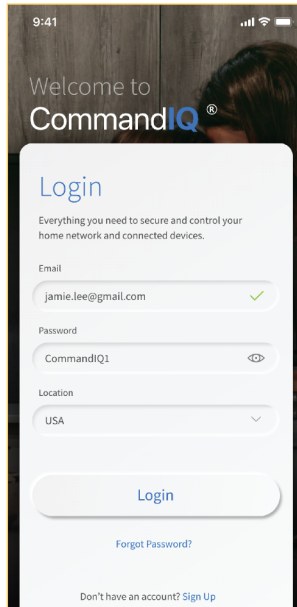 9:41
Welcome to
CommandIQ ®
Login
Everything you need to secure and control your
home network and connected devices.
Email
jamie.lee@gmail.com
Password
CommandIQ1
Location
USA
Login
Forgot Password?
Don't have an account? Sign Up